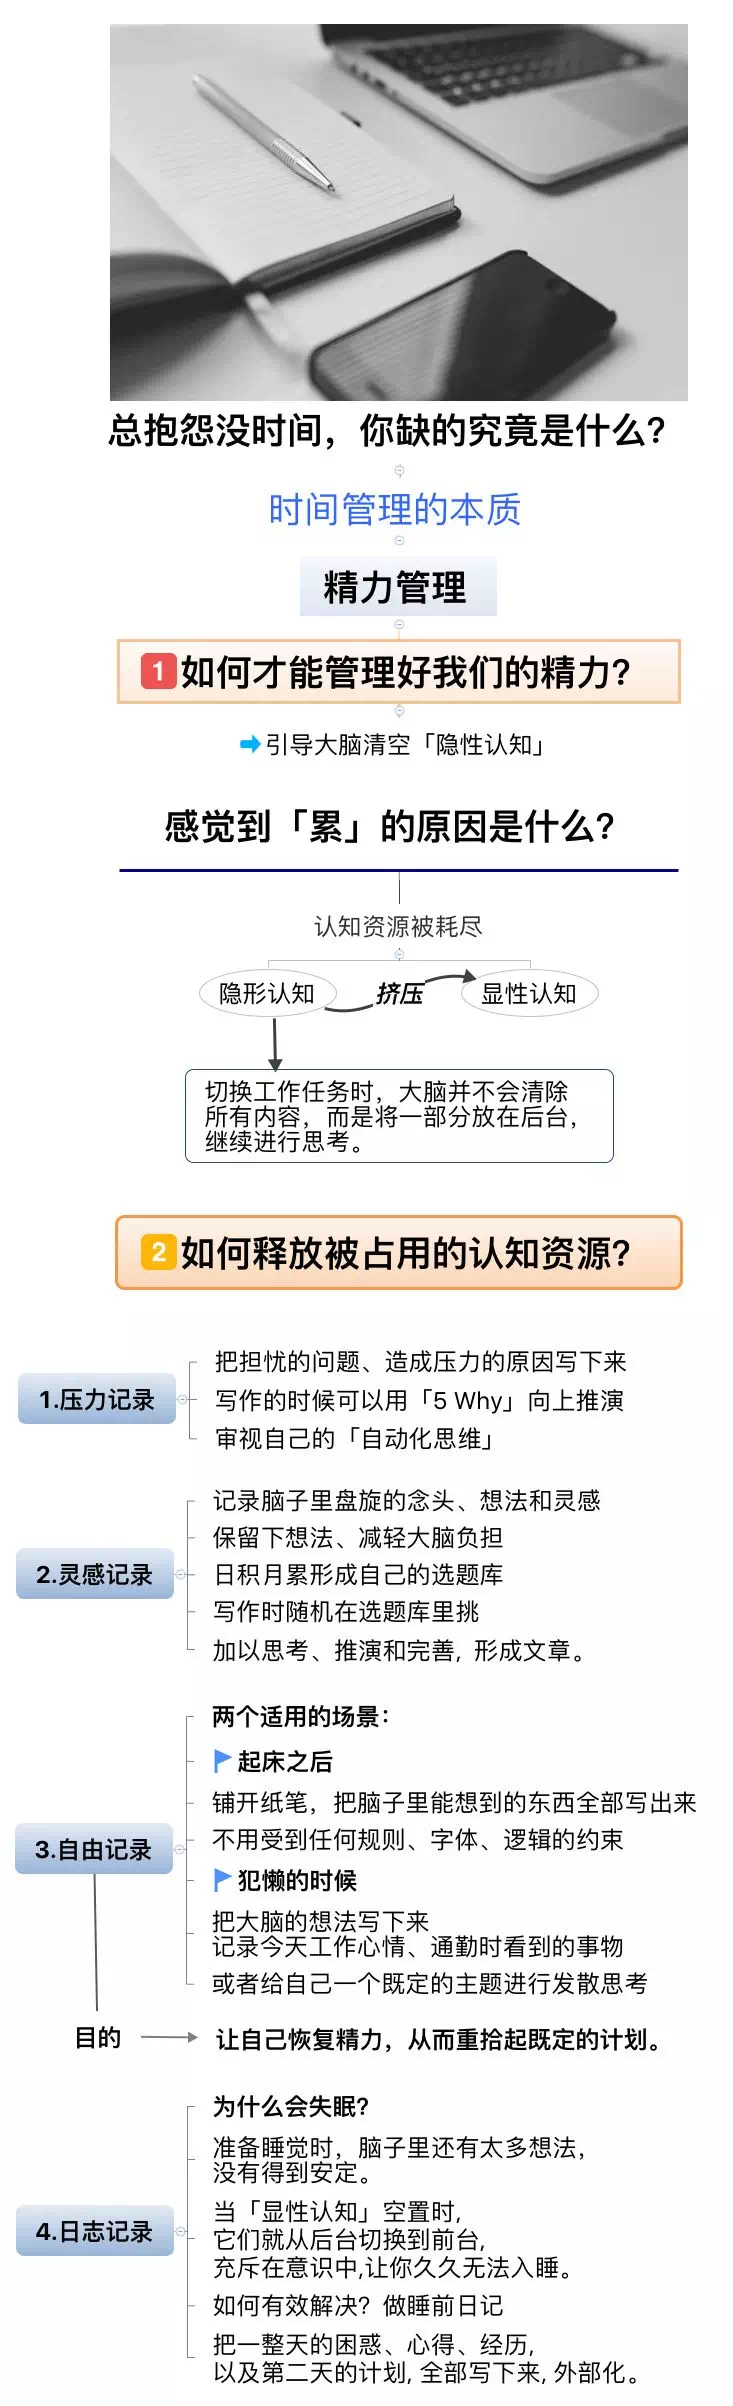 总抱怨没时间，你缺的究竟是什么？
时间管理的本质
精力管理
1 如何才能管理好我们的精力？
引导大脑清空「隐性认知」
感觉到「累」的原因是什么？
认知资源被耗尽
隐形认知 挤压 显性认知
切换工作任务时，大脑并不会清除
所有内容，而是将一部分放在后台，
继续进行思考。
2 如何释放被占用的认知资源？
1.压力记录
把担忧的问题、造成压力的原因写下来
写作的时候可以用「5 Why」向上推演
审视自己的「自动化思维」
2.灵感记录
记录脑子里盘旋的念头、想法和灵感
保留下想法、减轻大脑负担
日积月累形成自己的选题库
写作时随机在选题库里挑
加以思考、推演和完善, 形成文章。
3.自由记录
两个适用的场景：
起床之后
铺开纸笔，把脑子里能想到的东西全部写出来
不用受到任何规则、字体、逻辑的约束
犯懒的时候
把大脑的想法写下来
记录今天工作心情、通勤时看到的事物
或者给自己一个既定的主题进行发散思考
目的 让自己恢复精力，从而重拾起既定的计划。
4.日志记录
为什么会失眠?
准备睡觉时，脑子里还有太多想法，
没有得到安定。
当「显性认知」空置时，
它们就从后台切换到前台,
充斥在意识中,让你久久无法入睡。
如何有效解决？做睡前日记
把一整天的困惑、心得、经历,
以及第二天的计划, 全部写下来, 外部化。